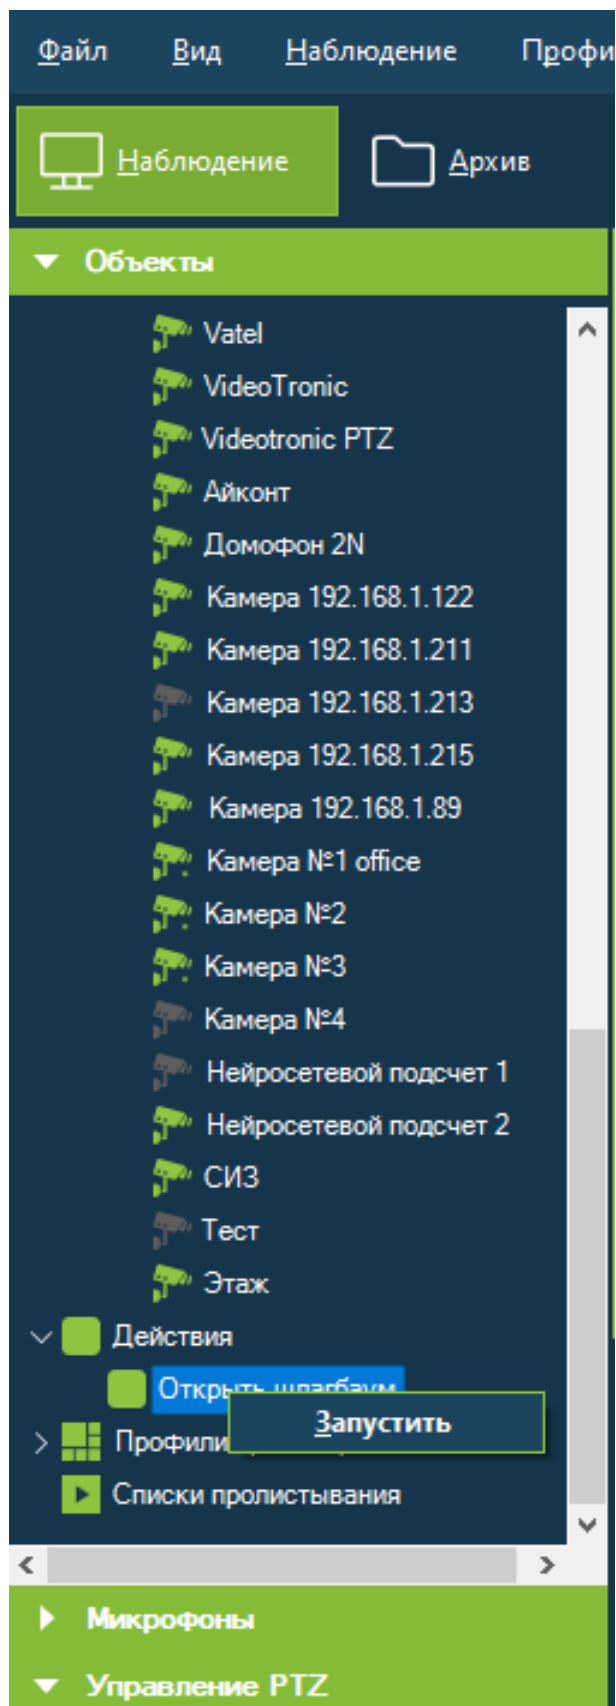 Файл Вид Наблюдение
Наблюдение Архив
Объекты
Vatel
VideoTronic
Videotronic PTZ
Айконт
Домофон 2N
Камера 192.168.1.122
Камера 192.168.1.211
Камера 192.168.1.213
Камера 192.168.1.215
Камера 192.168.1.89
Камера №1 office
Камера №2
Камера №3
Камера №4
Нейросетевой подсчет 1
Нейросетевой подсчет 2
СИЗ
Тест
Этаж
Действия
Открыть шлагбаум
Запустить
Профили
Списки пролистывания
Микрофоны
Управление PTZ